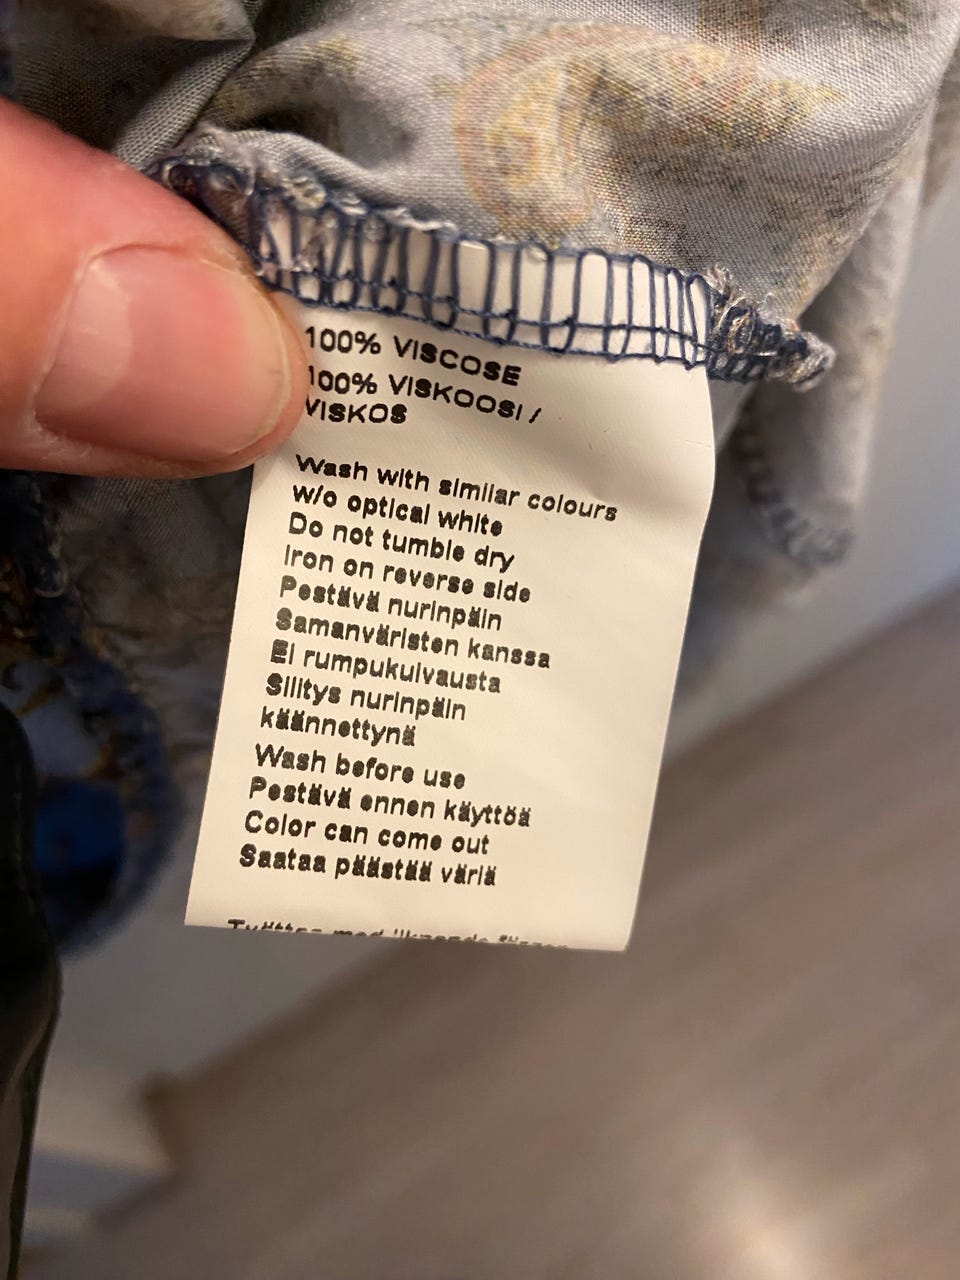 100% VISCOSE
100% VISKOOSI /
VISKOS
Wash with similar colours
w/o optical white
Do not tumble dry
Iron on reverse side
Pestävä nurinpäin
Samanväristen kanssa
Ei rumpukuivausta
Silitys nurinpäin
käännettynä
Wash before use
Pestävä ennen käyttöä
Color can come out
Saataa päästää väriä